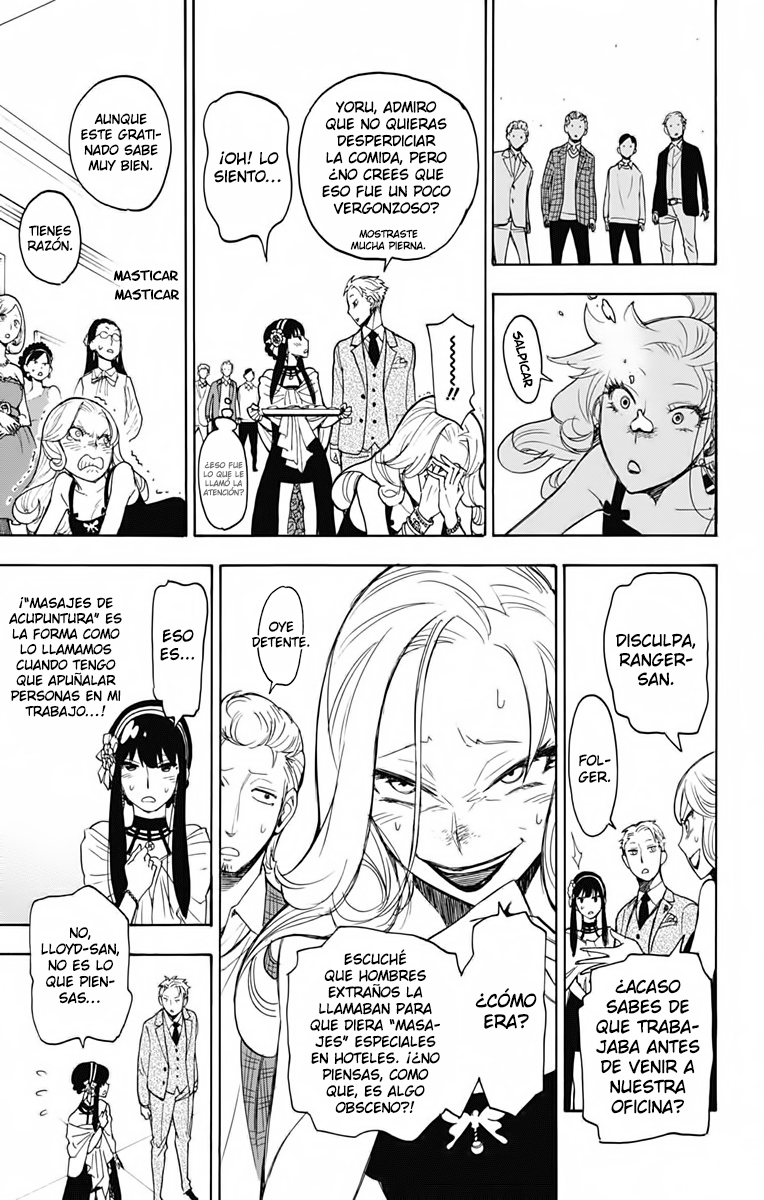 SALPICAR
YORU, ADMIRO
QUE NO QUIERAS
DESPERDICIAR
LA COMIDA, PERO
¿NO CREES QUE
ESO FUE UN POCO
VERGONZOSO?
MOSTRASTE
MUCHA PIERNA.
¡OH! LO
SIENTO...
¿ESO FUE
LO QUE LE
LLAMÓ LA
ATENCIÓN?
AUNQUE
ESTE GRATI-
NADO SABE
MUY BIEN.
TIENES
RAZÓN.
MASTICAR
MASTICAR
DISCULPA,
RANGER-
SAN.
FOL-
GER.
¿ACASO
SABES DE
QUE TRABA-
JABA ANTES
DE VENIR A
NUESTRA
OFICINA?
OYE
DETENTE.
¿CÓMO
ERA?
ESCUCHÉ
QUE HOMBRES
EXTRAÑOS LA
LLAMABAN PARA
QUE DIERA "MASA-
JES" ESPECIALES
EN HOTELES. ¡¿NO
PIENSAS, COMO
QUE, ES ALGO
OBSCENO?!
ESO
ES...
¡"MASAJES DE
ACUPUNTURA" ES
LA FORMA COMO
LO LLAMAMOS
CUANDO TENGO
QUE APUÑALAR
PERSONAS EN MI
TRABAJO...!
NO,
LLOYD-SAN,
NO ES LO
QUE PIEN-
SAS...